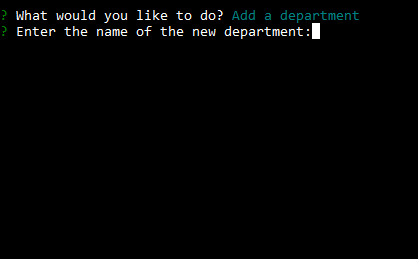 ? What would you like to do? Add a department
? Enter the name of the new department: